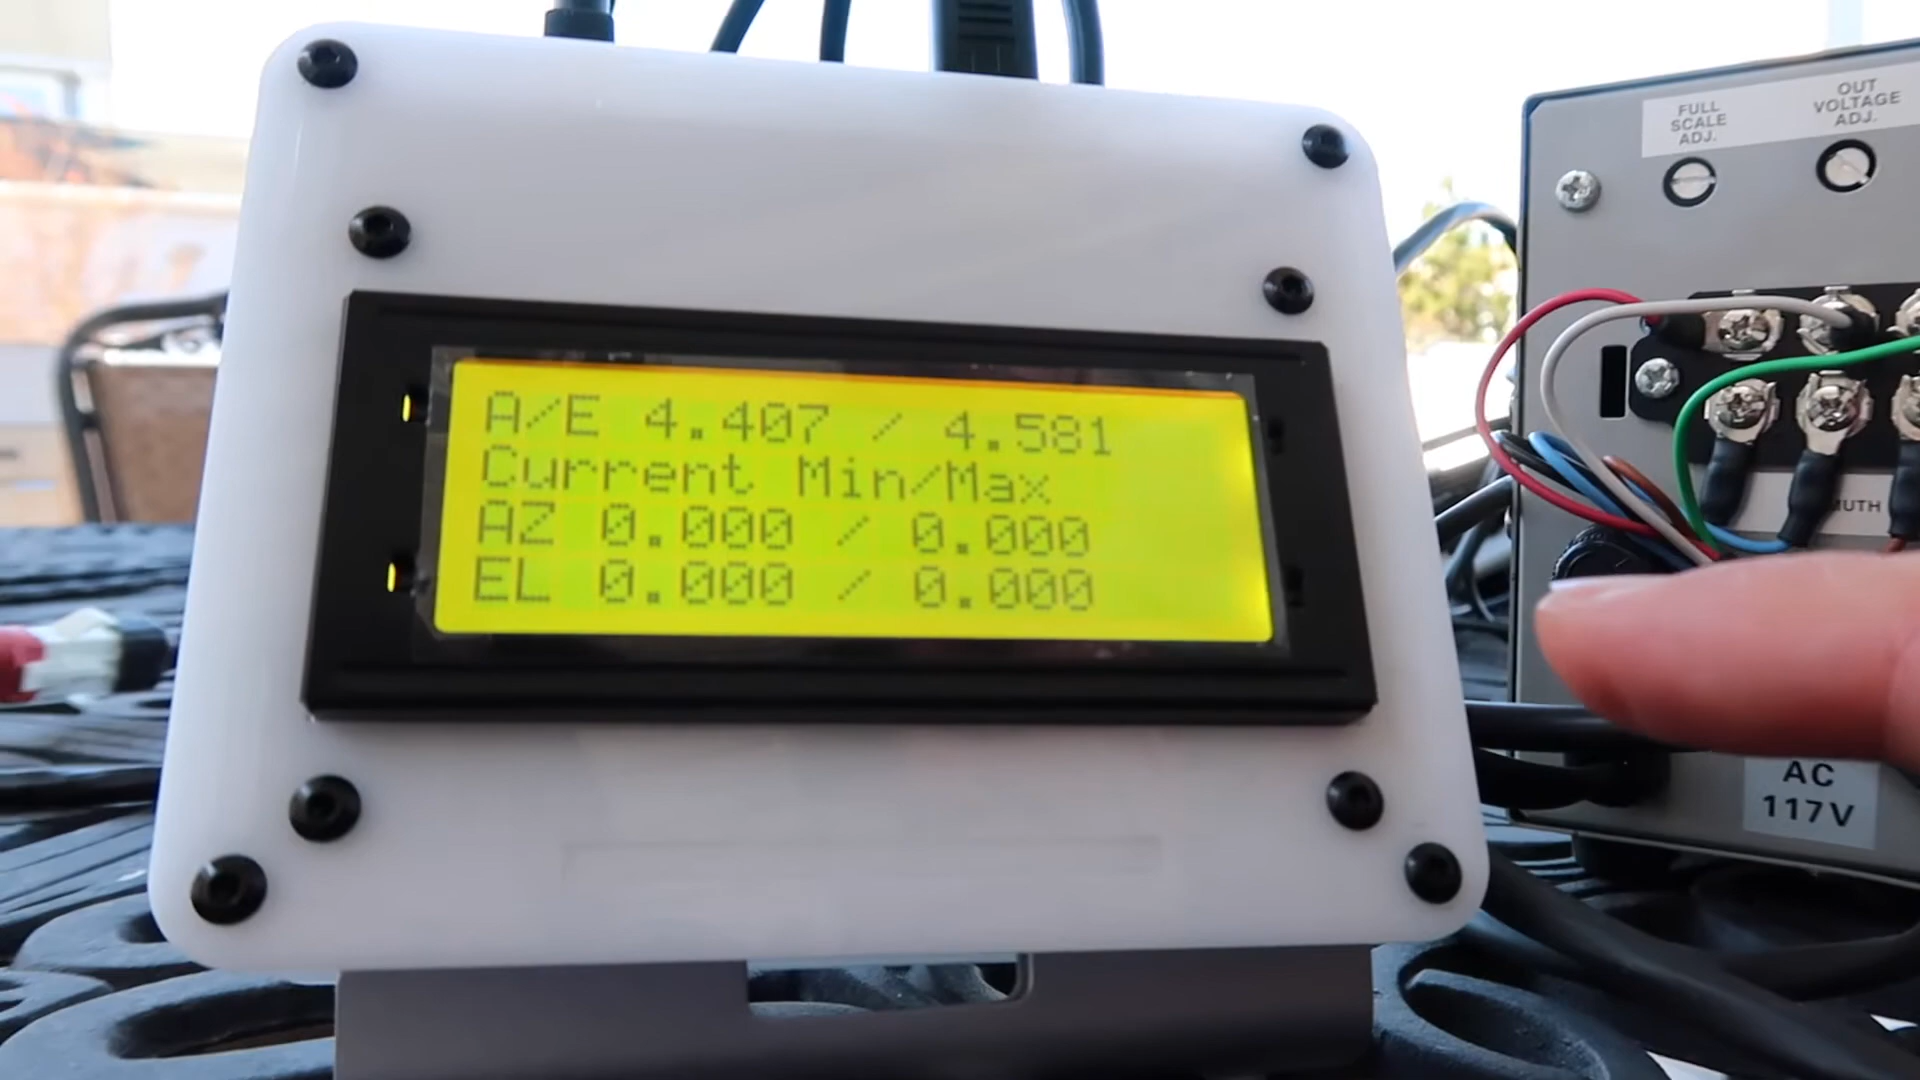 A/E 4.407 / 4.581
Current Min/Max
AZ 0.000 / 0.000
EL 0.000 / 0.000
FULL
SCALE
ADJ.
OUT
VOLTAGE
ADJ.
MUTH
AC
117V